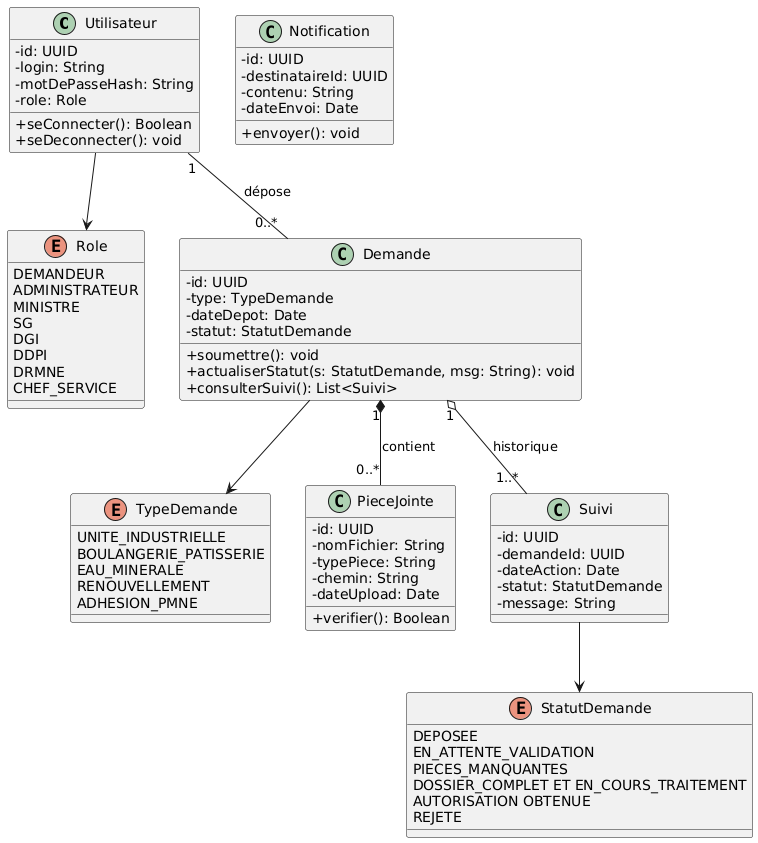 C Utilisateur
-id: UUID
-login: String
-motDePasseHash: String
-role: Role
+seConnecter(): Boolean
+seDeconnecter(): void
C Notification
-id: UUID
-destinataireId: UUID
-contenu: String
-dateEnvoi: Date
+envoyer(): void
1
dépose
0..*
E Role
DEMANDEUR
ADMINISTRATEUR
MINISTRE
SG
DGI
DDPI
DRMNE
CHEF_SERVICE
C Demande
-id: UUID
-type: TypeDemande
-dateDepot: Date
-statut: StatutDemande
+soumettre(): void
+actualiserStatut(s: StatutDemande, msg: String): void
+consulterSuivi(): List<Suivi>
1
contient
0..*
1
historique
1..*
E TypeDemande
UNITE_INDUSTRIELLE
BOULANGERIE_PATISSERIE
EAU_MINERALE
RENOUVELLEMENT
ADHESION_PMNE
C PieceJointe
-id: UUID
-nomFichier: String
-typePiece: String
-chemin: String
-dateUpload: Date
+verifier(): Boolean
C Suivi
-id: UUID
-demandeId: UUID
-dateAction: Date
-statut: StatutDemande
-message: String
E StatutDemande
DEPOSEE
EN_ATTENTE_VALIDATION
PIECES_MANQUANTES
DOSSIER_COMPLET ET EN_COURS_TRAITEMENT
AUTORISATION OBTENUE
REJETE